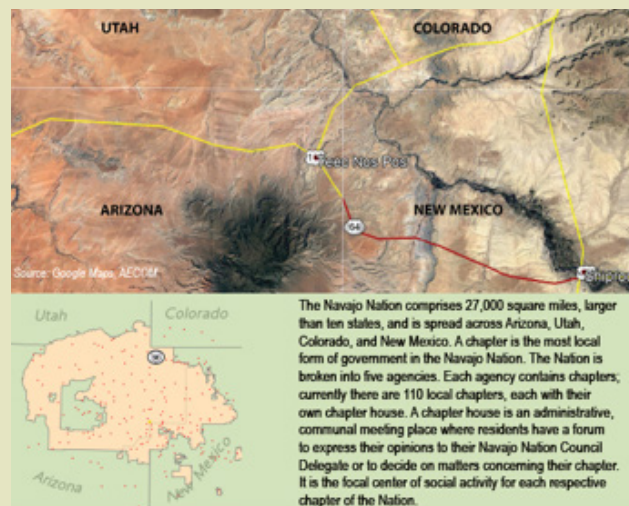 UTAH
COLORADO
Teec Nos Pos
ARIZONA
NEW MEXICO
64
Source: Google Maps, AECOM
Utah
Colorado
Arizona
New Mexico
The Navajo Nation comprises 27,000 square miles, larger
than ten states, and is spread across Arizona, Utah,
Colorado, and New Mexico. A chapter is the most local
form of government in the Navajo Nation. The Nation is
broken into five agencies. Each agency contains chapters;
currently there are 110 local chapters, each with their
own chapter house. A chapter house is an administrative,
communal meeting place where residents have a forum
to express their opinions to their Navajo Nation Council
Delegate or to decide on matters concerning their chapter.
It is the focal center of social activity for each respective
chapter of the Nation.